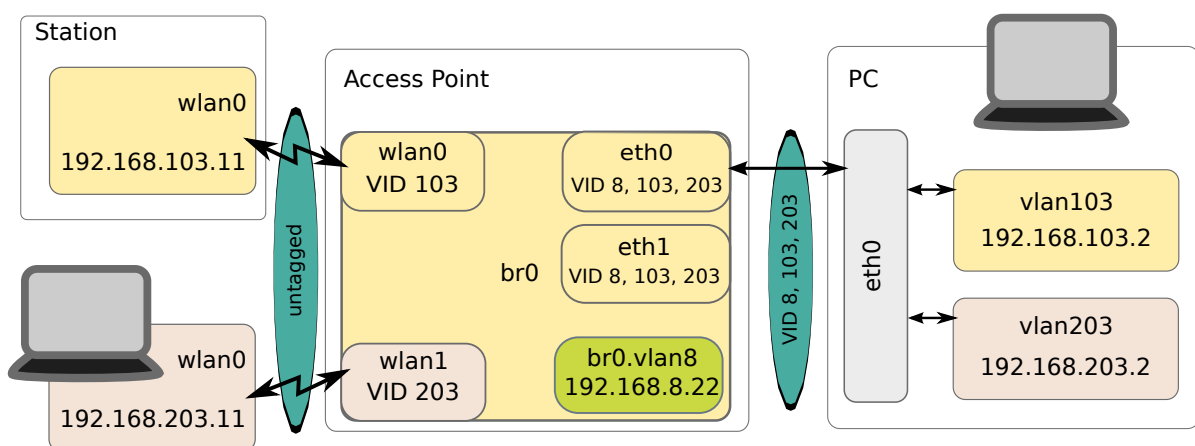 Station
wlan0
192.168.103.11
untagged
wlan0
192.168.203.11
Access Point
wlan0
VID 103
eth0
VID 8, 103, 203
eth1
VID 8, 103, 203
br0
wlan1
VID 203
br0.vlan8
192.168.8.22
VID 8, 103, 203
PC
eth0
vlan103
192.168.103.2
vlan203
192.168.203.2